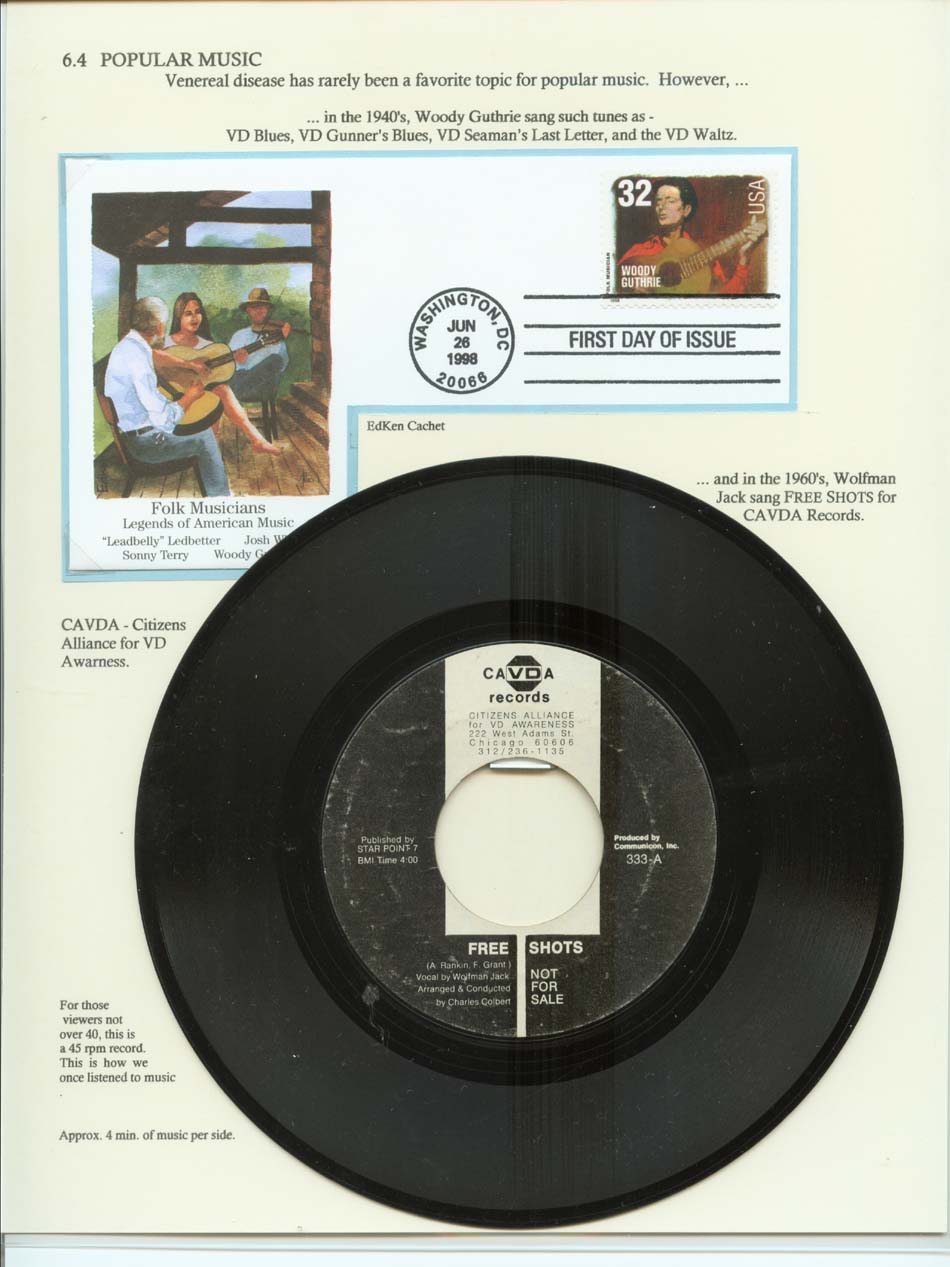 6.4 POPULAR MUSIC
Venereal disease has rarely been a favorite topic for popular music. However, ...
... in the 1940's, Woody Guthrie sang such tunes as -
VD Blues, VD Gunner's Blues, VD Seaman's Last Letter, and the VD Waltz.
32
USA
FOLK MUSICIAN
WOODY
GUTHRIE
1998
WASHINGTON, DC
JUN
26
1998
20066
FIRST DAY OF ISSUE
EdKen Cachet
Folk Musicians
Legends of American Music
"Leadbelly" Ledbetter Josh
Sonny Terry Woody
... and in the 1960's, Wolfman
Jack sang FREE SHOTS for
CAVDA Records.
CAVDA - Citizens
Alliance for VD
Awarness.
CAVDA
records
CITIZENS ALLIANCE
for VD AWARENESS
222 West Adams St.
Chicago 60606
312/236-1135
Published by
STAR POINT 7
BMI Time 4:00
Produced by
Communicon, Inc.
333-A
FREE SHOTS
(A. Rankin, F. Grant)
Vocal by Wolfman Jack
Arranged & Conducted
by Charles Colbert
NOT
FOR
SALE
For those
viewers not
over 40, this is
a 45 rpm record.
This is how we
once listened to music
.
Approx. 4 min. of music per side.